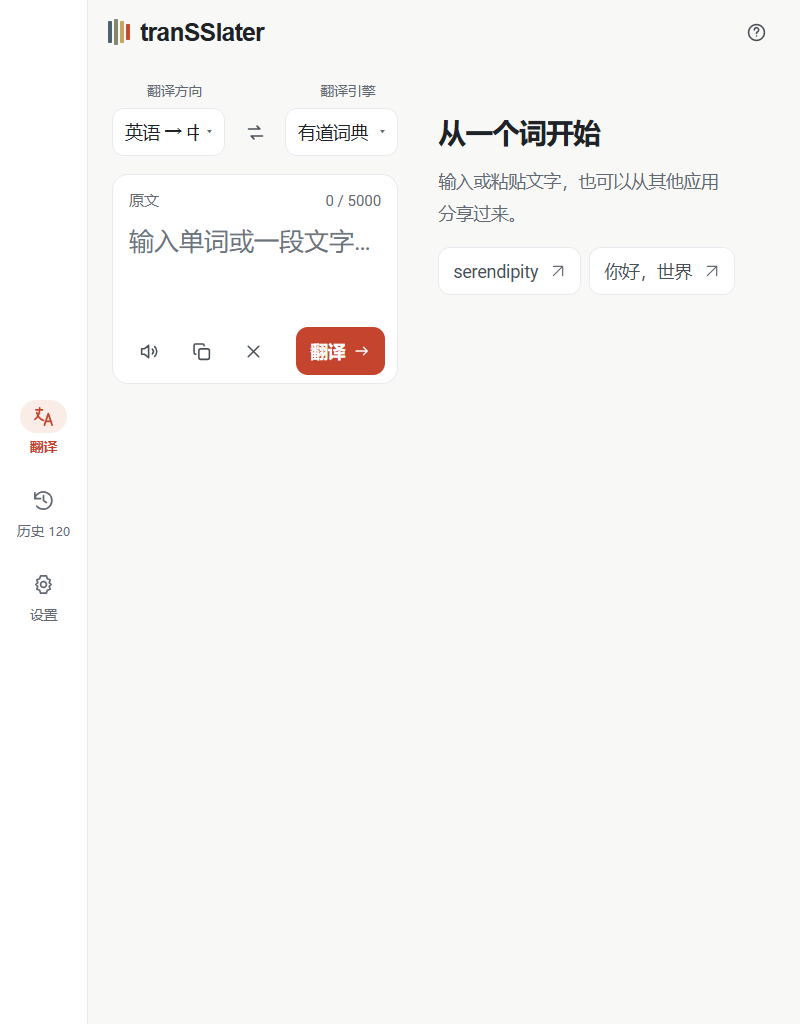 tranSSlater
翻译方向
翻译引擎
英语 → 中
有道词典
原文
0 / 5000
输入单词或一段文字...
翻译 →
从一个词开始
输入或粘贴文字，也可以从其他应用
分享过来。
serendipity
你好，世界
翻译
历史 120
设置